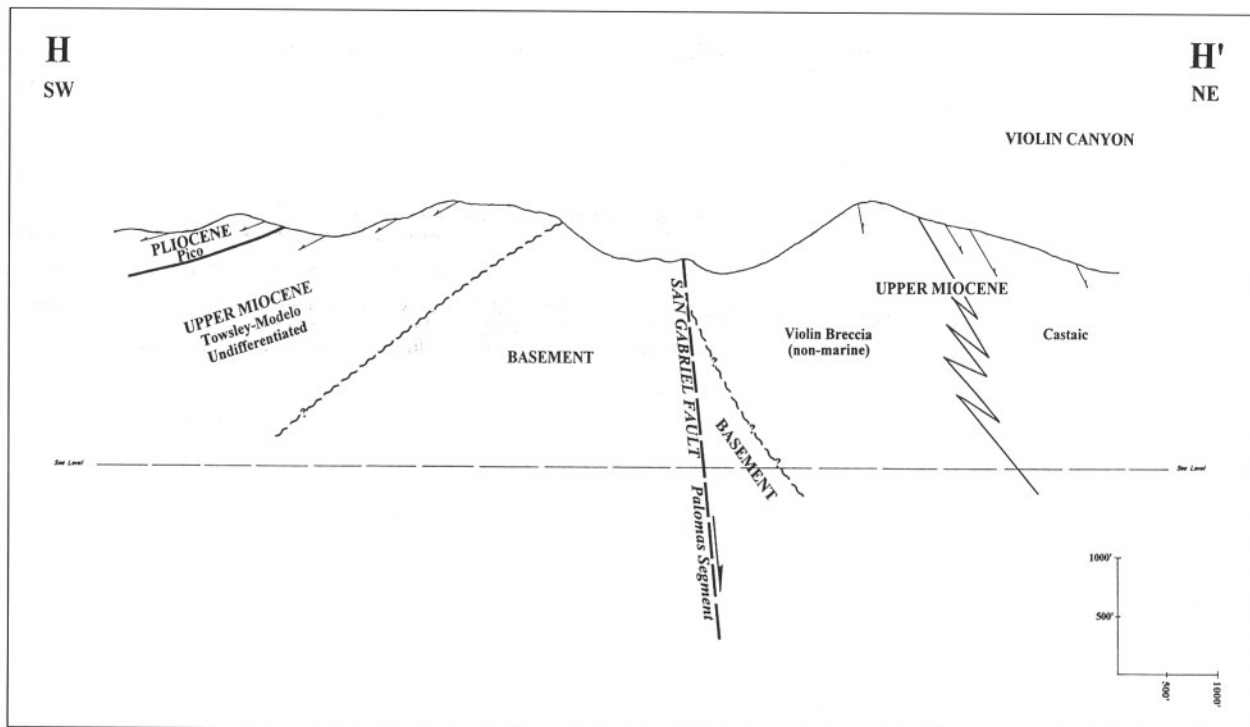 H
SW
H'
NE
VIOLIN CANYON
PLIOCENE
Pico
UPPER MIOCENE
Towsley-Modelo
Undifferentiated
BASEMENT
SAN GABRIEL FAULT
Palomas Segment
BASEMENT
UPPER MIOCENE
Violin Breccia
(non-marine)
Castaic
Sea Level
Sea Level
1000'
500'
500'
1000'